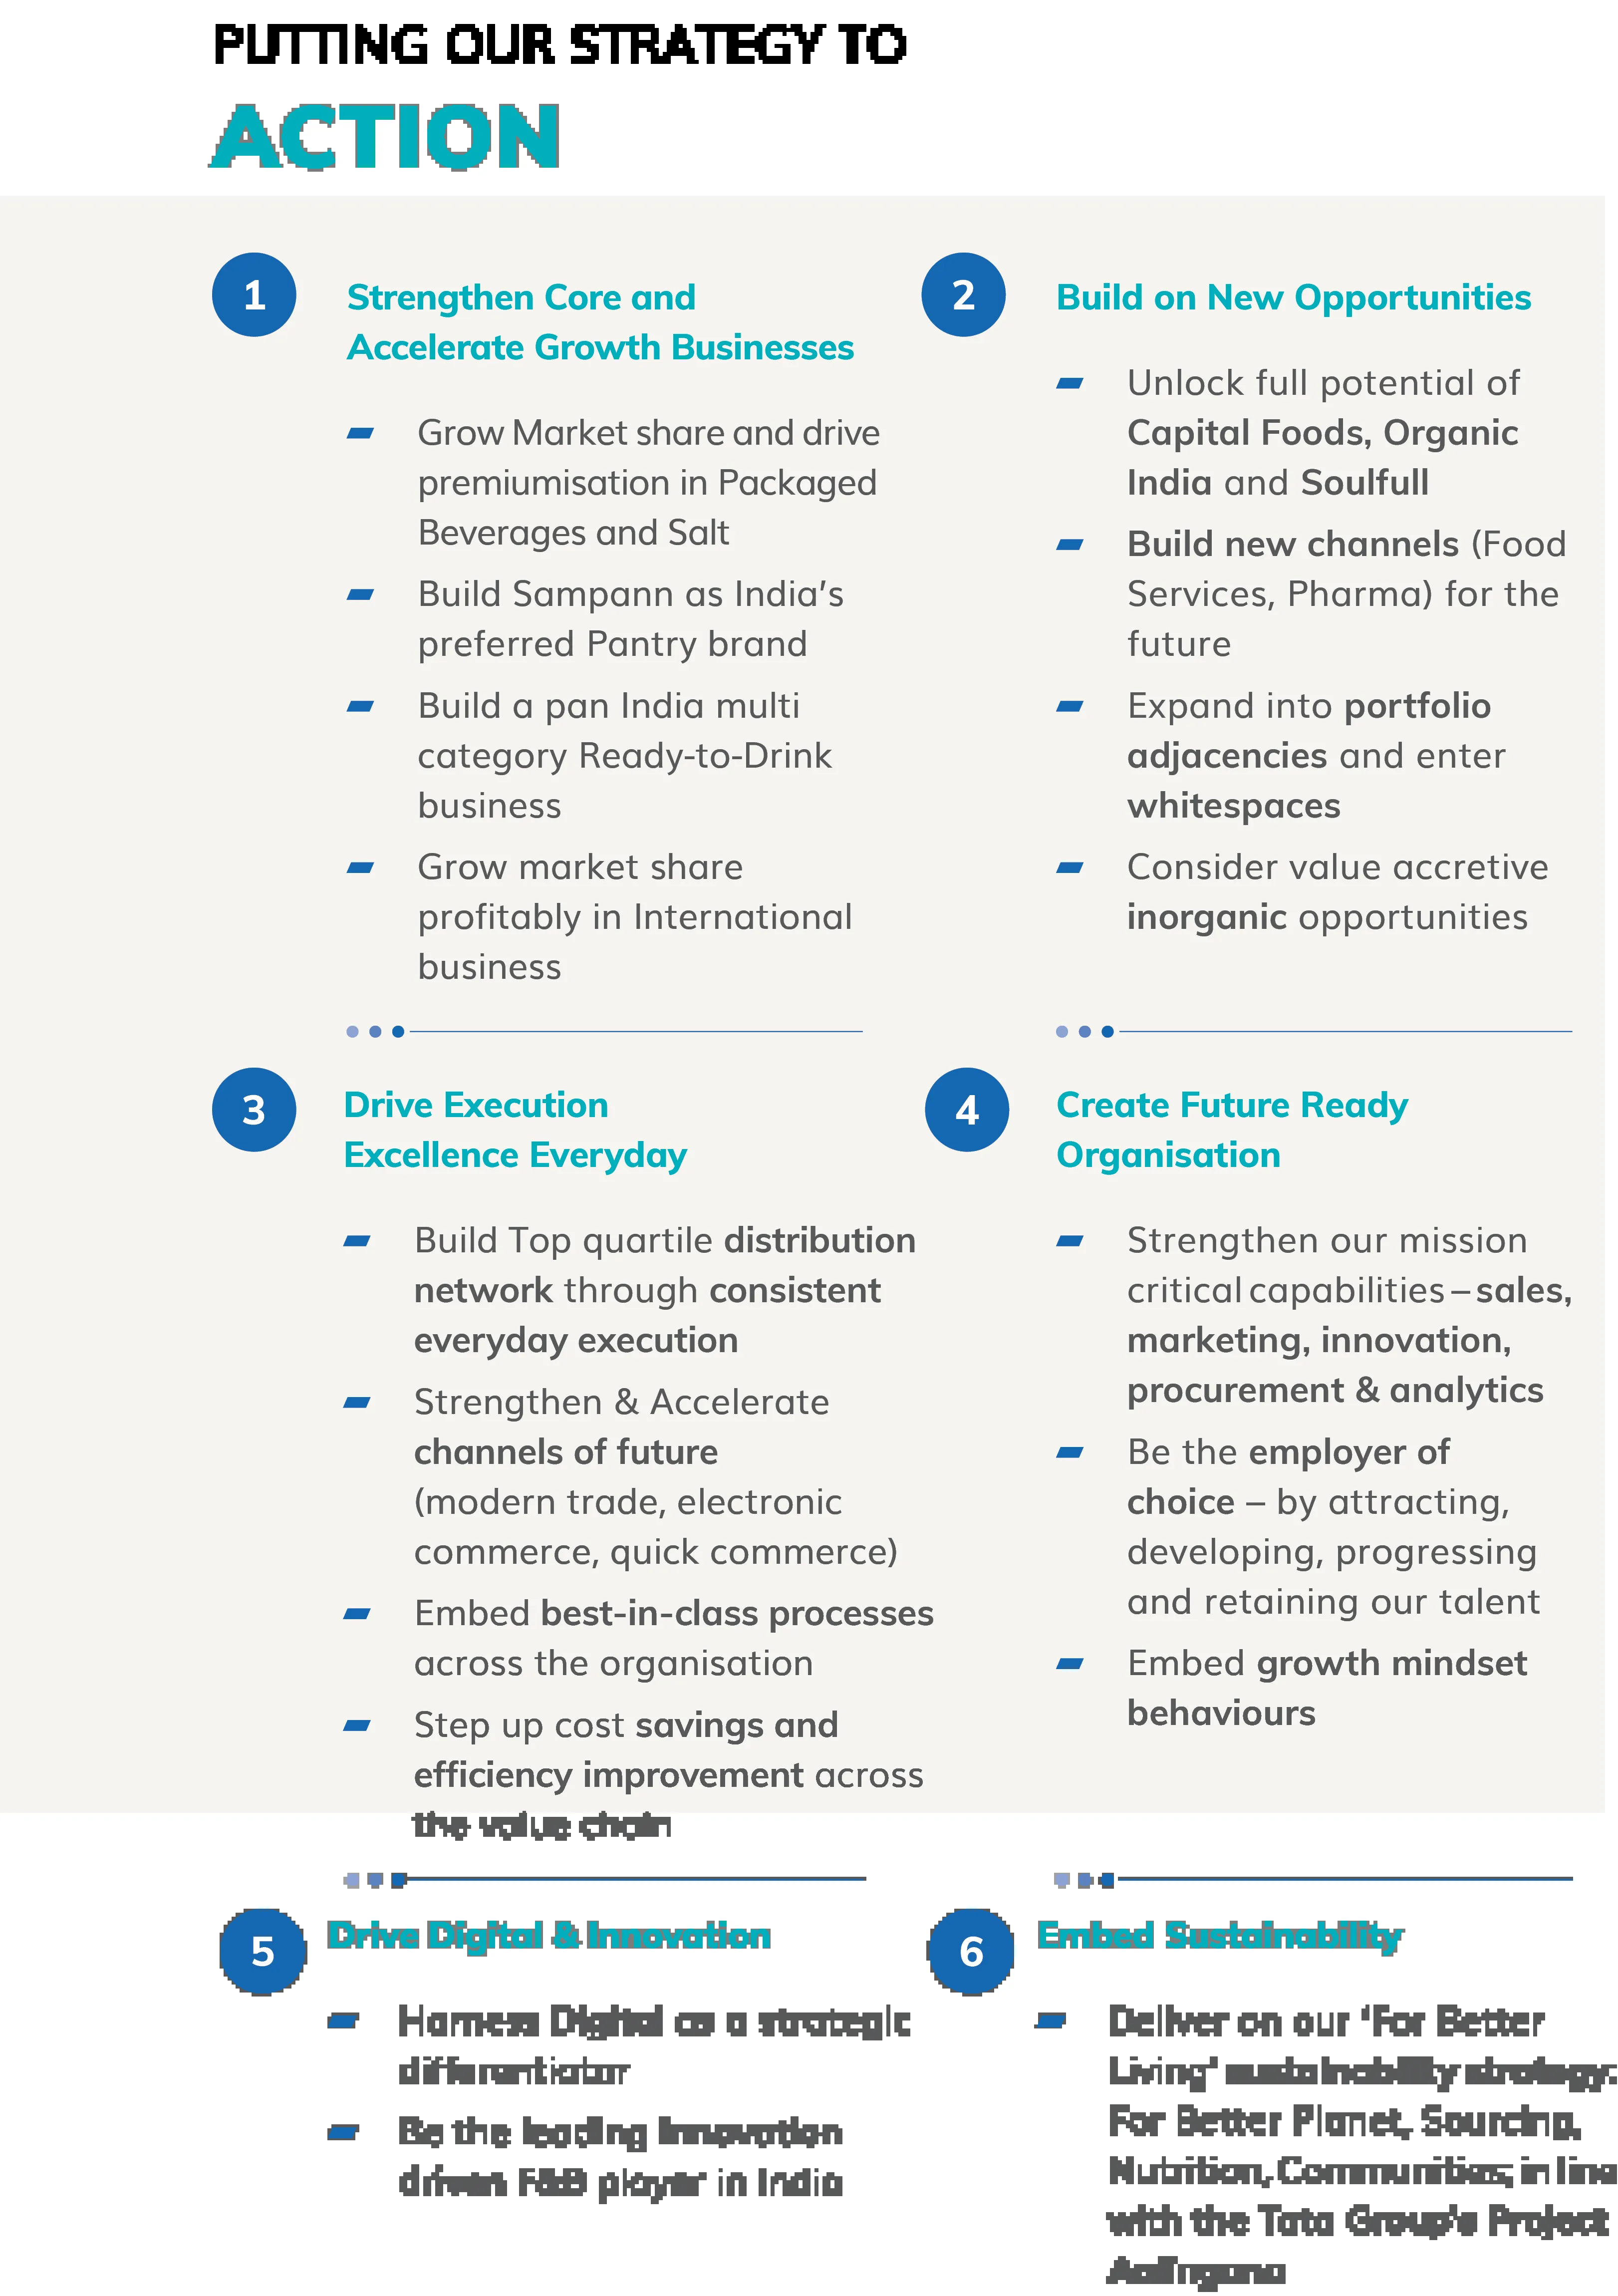 PUTTING OUR STRATEGY TO
ACTION
1
Strengthen Core and
Accelerate Growth Businesses
Grow Market share and drive
premiumisation in Packaged
Beverages and Salt
Build Sampann as India's
preferred Pantry brand
Build a pan India multi
category Ready-to-Drink
business
Grow market share
profitably in International
business
2
Build on New Opportunities
Unlock full potential of
Capital Foods, Organic
India and Soulfull
Build new channels (Food
Services, Pharma) for the
future
Expand into portfolio
adjacencies and enter
whitespaces
Consider value accretive
inorganic opportunities
3
Drive Execution
Excellence Everyday
Build Top quartile distribution
network through consistent
everyday execution
Strengthen & Accelerate
channels of future
(modern trade, electronic
commerce, quick commerce)
Embed best-in-class processes
across the organisation
Step up cost savings and
efficiency improvement across
the value chain
4
Create Future Ready
Organisation
Strengthen our mission
critical capabilities – sales,
marketing, innovation,
procurement & analytics
Be the employer of
choice – by attracting,
developing, progressing
and retaining our talent
Embed growth mindset
behaviours
5
Drive Digital & Innovation
Harness Digital as a strategic
differentiator
Be the leading Innovation
driven F&B player in India
6
Embed Sustainability
Deliver on our 'For Better
Living' sustainability strategy:
For Better Planet, Sourcing,
Nutrition, Communities, in line
with the Tata Group's Project
Aalingana